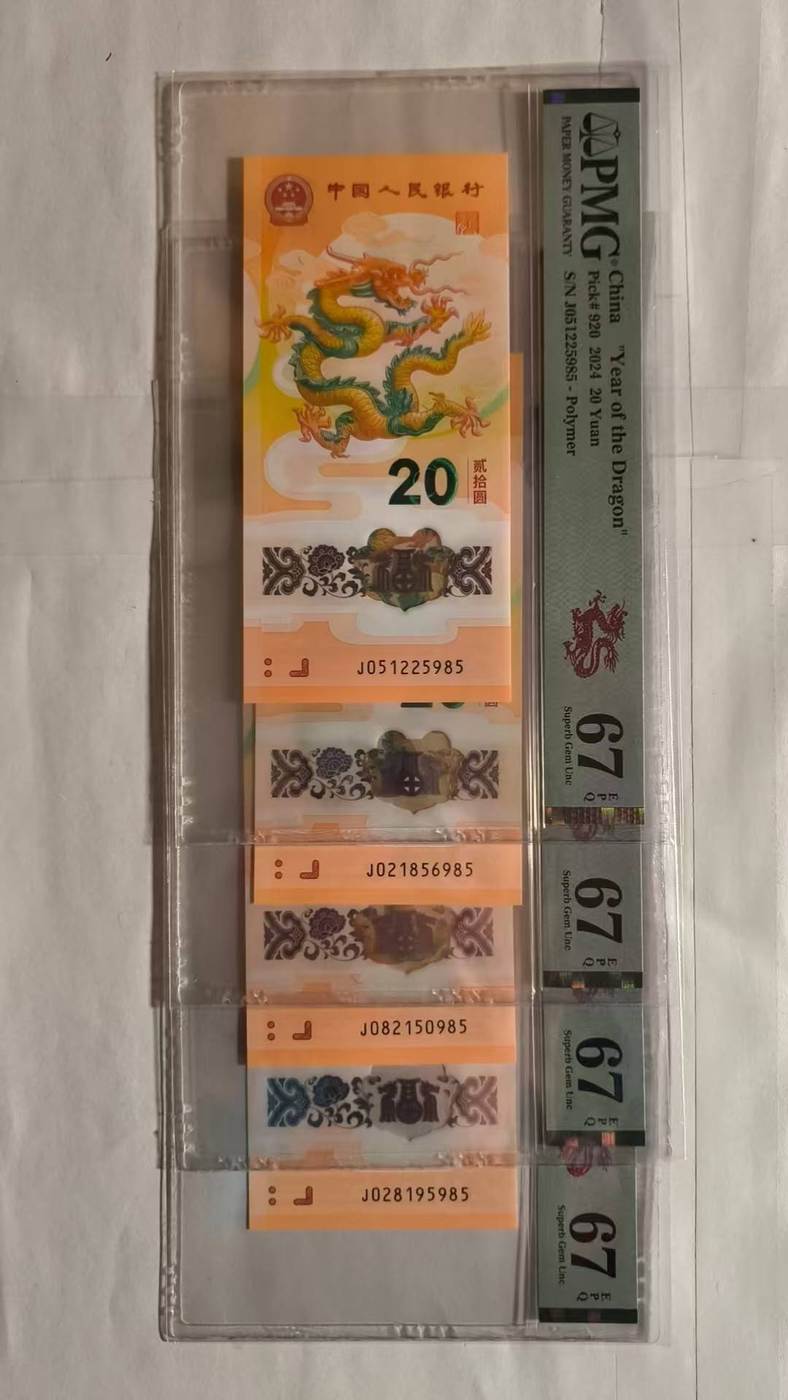 中国人民银行
20
贰拾圆
J051225985
J021856985
J082150985
J028195985
PMG
PAPER MONEY GUARANTY
China "Year of the Dragon"
Pick# 920 2024 20 Yuan
S/N J051225985 - Polymer
67 EPQ
Superb Gem Unc
67 EPQ
Superb Gem Unc
67 EPQ
Superb Gem Unc
67 EPQ
Superb Gem Unc